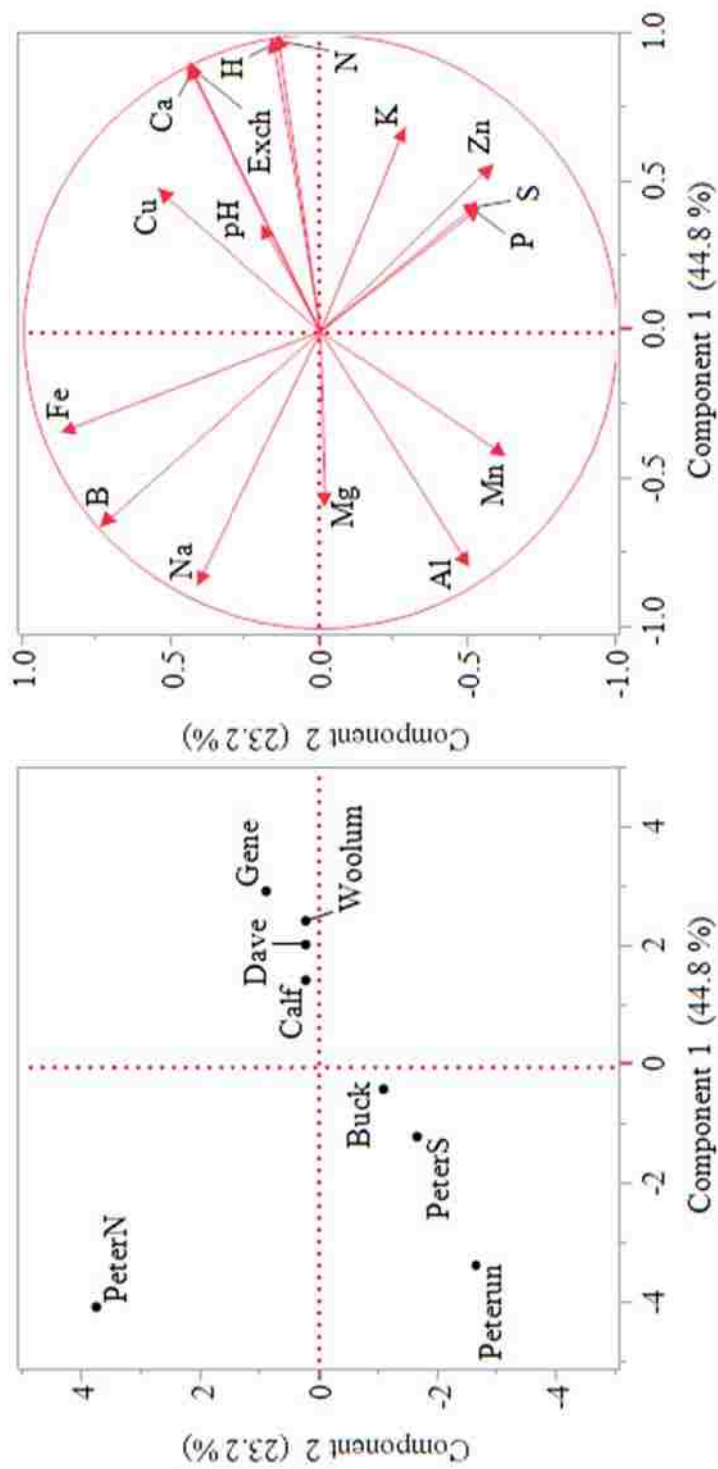 Component 2 (23.2 %)
4
2
0
-2
-4
PeterN
Gene
Dave
Calf
Woolum
Buck
PeterS
Peterun
-4
-2
0
2
4
Component 1 (44.8 %)
Component 2 (23.2 %)
1.0
0.5
0.0
-0.5
-1.0
Fe
B
Na
Ca
H
Cu
Exch
N
pH
K
Zn
Mg
S
P
Mn
Al
-1.0
-0.5
0.0
0.5
1.0
Component 1 (44.8 %)